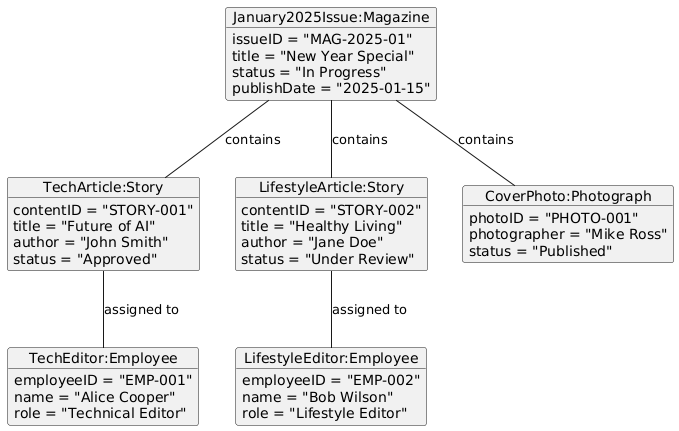 January2025Issue:Magazine
issueID = "MAG-2025-01"
title = "New Year Special"
status = "In Progress"
publishDate = "2025-01-15"
contains
contains
contains
TechArticle:Story
contentID = "STORY-001"
title = "Future of AI"
author = "John Smith"
status = "Approved"
LifestyleArticle:Story
contentID = "STORY-002"
title = "Healthy Living"
author = "Jane Doe"
status = "Under Review"
CoverPhoto:Photograph
photoID = "PHOTO-001"
photographer = "Mike Ross"
status = "Published"
assigned to
assigned to
TechEditor:Employee
employeeID = "EMP-001"
name = "Alice Cooper"
role = "Technical Editor"
LifestyleEditor:Employee
employeeID = "EMP-002"
name = "Bob Wilson"
role = "Lifestyle Editor"